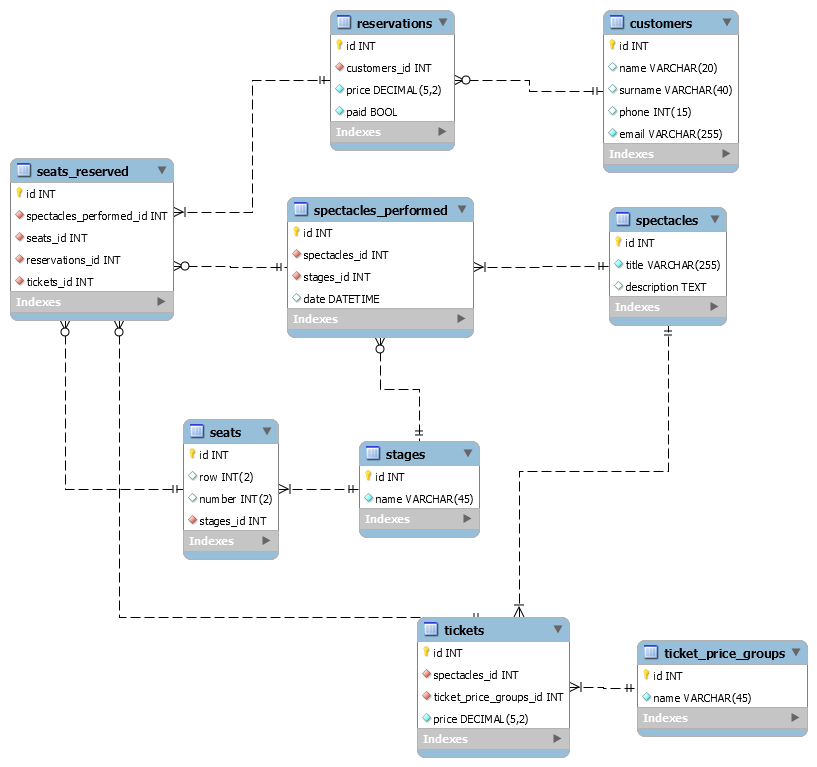 reservations
id INT
customers_id INT
price DECIMAL(5,2)
paid BOOL
Indexes
customers
id INT
name VARCHAR(20)
surname VARCHAR(40)
phone INT(15)
email VARCHAR(255)
Indexes
seats_reserved
id INT
spectacles_performed_id INT
seats_id INT
reservations_id INT
tickets_id INT
Indexes
spectacles_performed
id INT
spectacles_id INT
stages_id INT
date DATETIME
Indexes
spectacles
id INT
title VARCHAR(255)
description TEXT
Indexes
seats
id INT
row INT(2)
number INT(2)
stages_id INT
Indexes
stages
id INT
name VARCHAR(45)
Indexes
tickets
id INT
spectacles_id INT
ticket_price_groups_id INT
price DECIMAL(5,2)
Indexes
ticket_price_groups
id INT
name VARCHAR(45)
Indexes